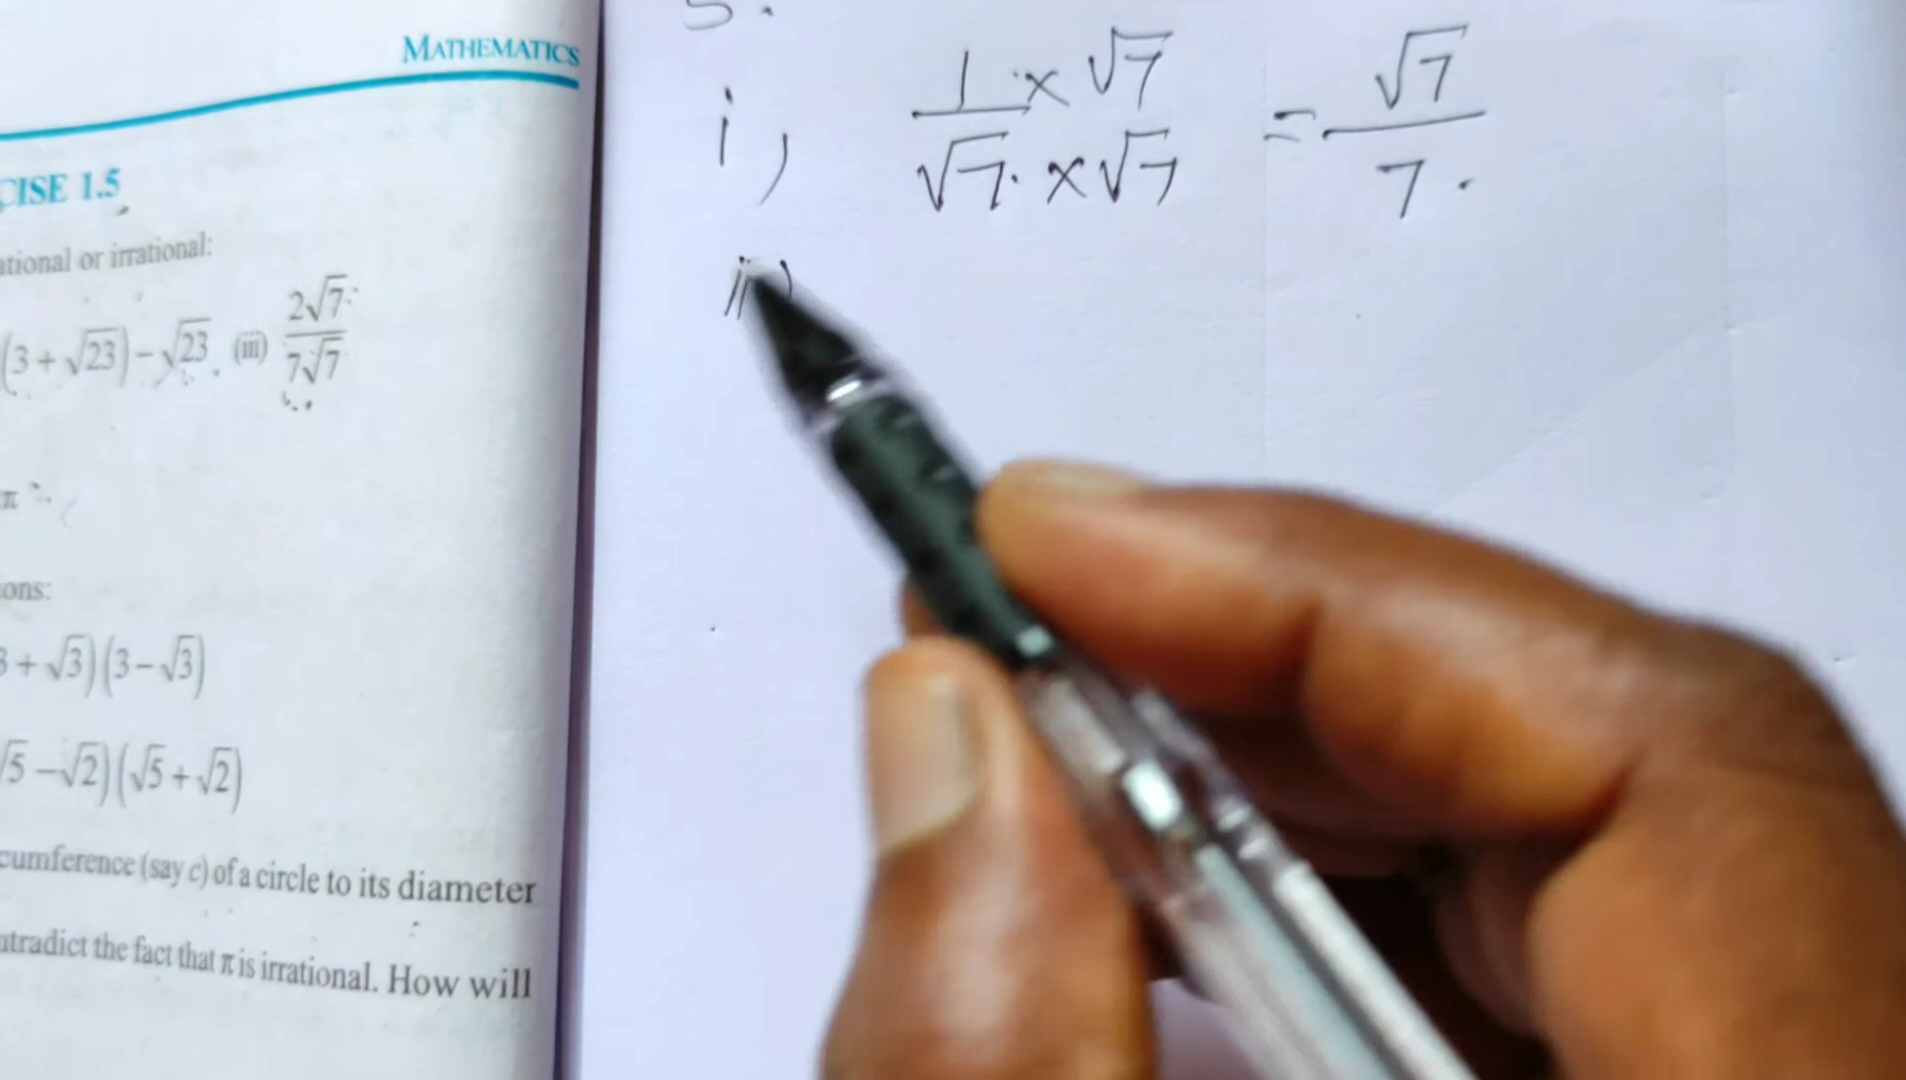 MATHEMATICS
CISE 1.5
ational or irrational:
(3 + √23) – √23 (iii) 2√7 / 7√7
π
ons:
3 + √3)(3 – √3)
√5 – √2)(√5 + √2)
cumference (say c) of a circle to its diameter
ntradict the fact that π is irrational. How will
5.
i) 1 × √7 / √7 × √7 = √7 / 7.
ii)